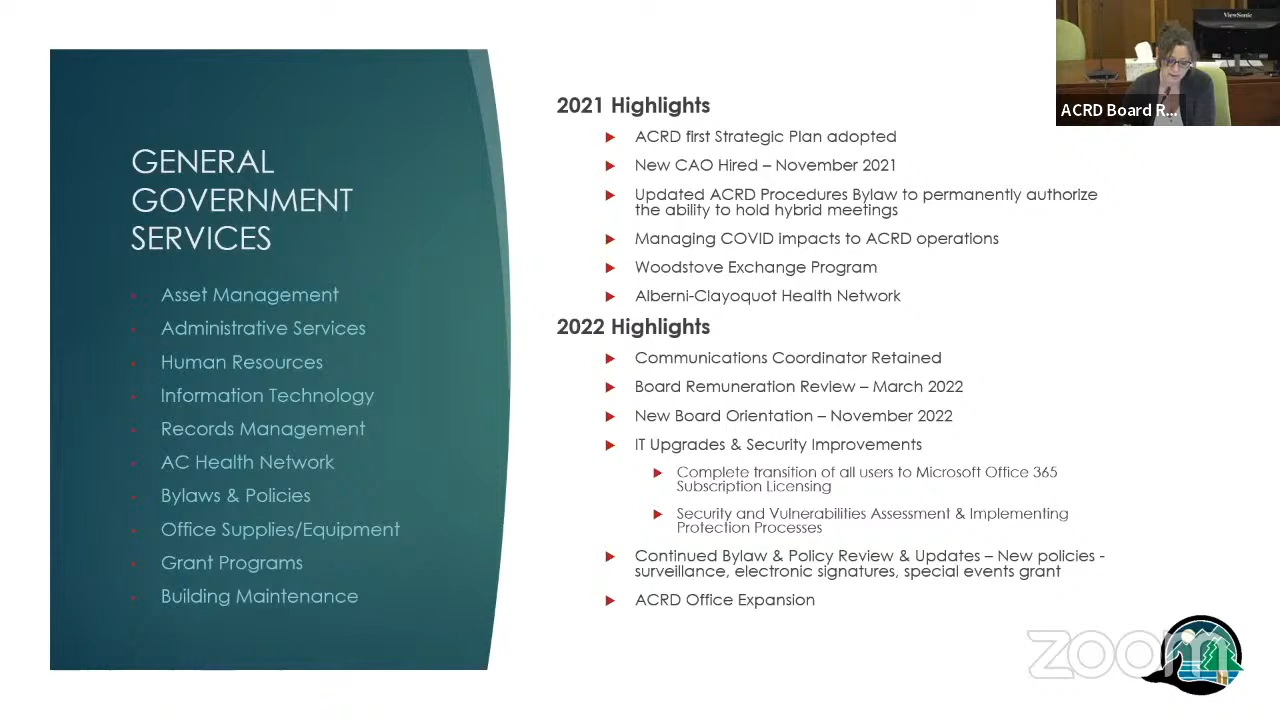 GENERAL
GOVERNMENT
SERVICES
Asset Management
Administrative Services
Human Resources
Information Technology
Records Management
AC Health Network
Bylaws & Policies
Office Supplies/Equipment
Grant Programs
Building Maintenance
2021 Highlights
ACRD first Strategic Plan adopted
New CAO Hired – November 2021
Updated ACRD Procedures Bylaw to permanently authorize
the ability to hold hybrid meetings
Managing COVID impacts to ACRD operations
Woodstove Exchange Program
Alberni-Clayoquot Health Network
2022 Highlights
Communications Coordinator Retained
Board Remuneration Review – March 2022
New Board Orientation – November 2022
IT Upgrades & Security Improvements
Complete transition of all users to Microsoft Office 365
Subscription Licensing
Security and Vulnerabilities Assessment & Implementing
Protection Processes
Continued Bylaw & Policy Review & Updates – New policies -
surveillance, electronic signatures, special events grant
ACRD Office Expansion
ViewSonic
ACRD Board R...
zoom